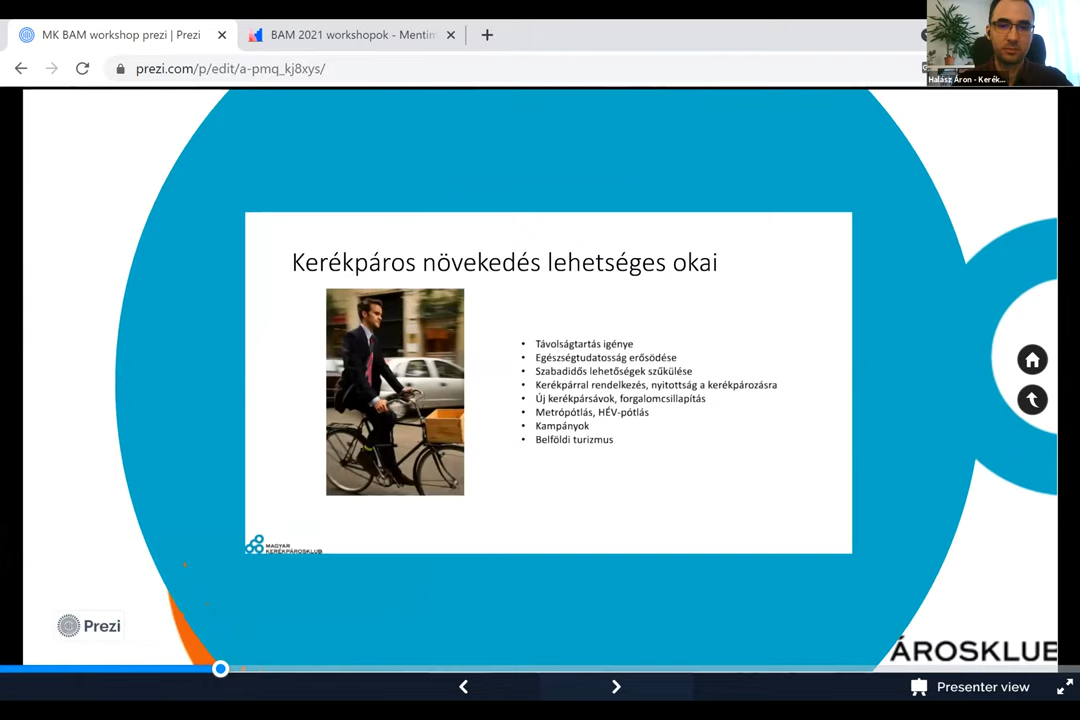 MK BAM workshop prezi | Prezi
BAM 2021 workshopok - Mentim
prezi.com/p/edit/a-pmq_kj8xys/
Halász Áron - Kerék...
Kerékpáros növekedés lehetséges okai
• Távolságtartás igénye
• Egészségtudatosság erősödése
• Szabadidős lehetőségek szűkülése
• Kerékpárral rendelkezés, nyitottság a kerékpározásra
• Új kerékpársávok, forgalomcsillapítás
• Metrópótlás, HÉV-pótlás
• Kampányok
• Belföldi turizmus
MAGYAR
KERÉKPÁROSKLUB
Prezi
ÁROSKLUB
Presenter view